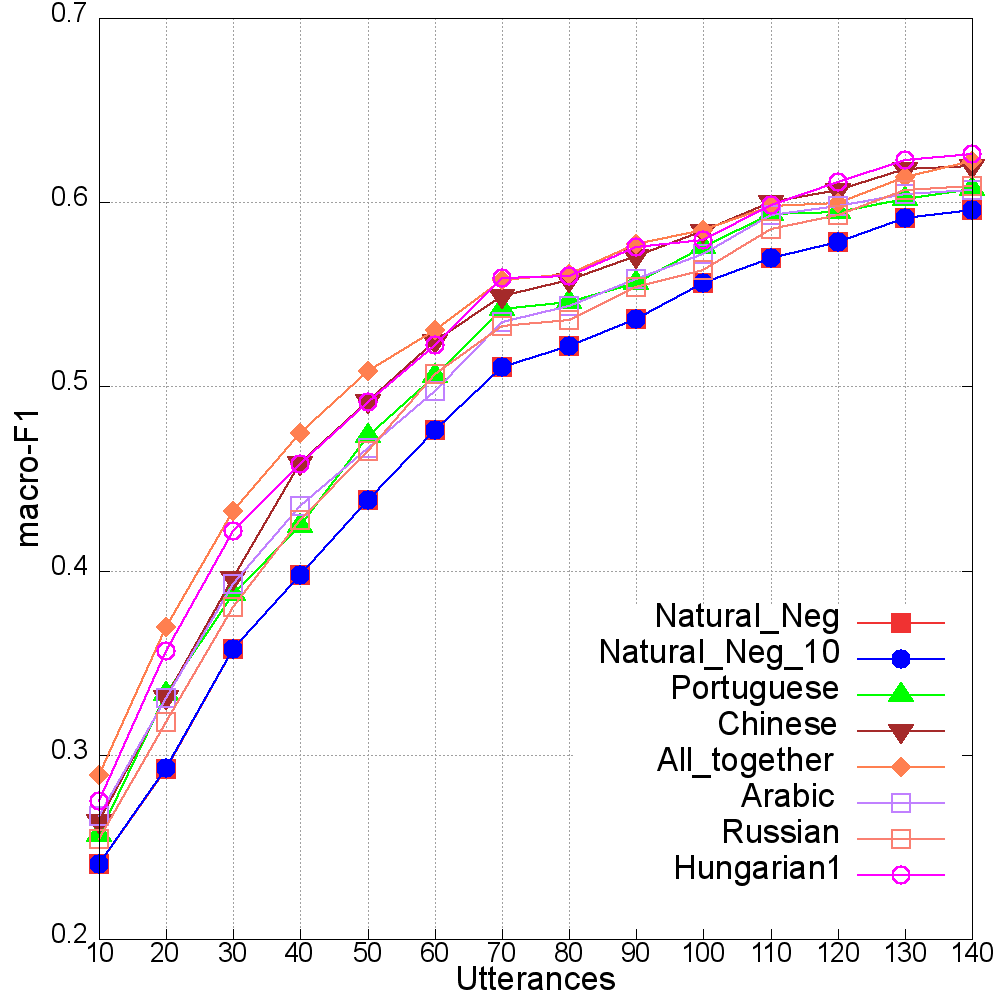 0.7
0.6
0.5
0.4
0.3
0.2
macro-F1
Natural_Neg
Natural_Neg_10
Portuguese
Chinese
All_together
Arabic
Russian
Hungarian1
10 20 30 40 50 60 70 80 90 100 110 120 130 140
Utterances